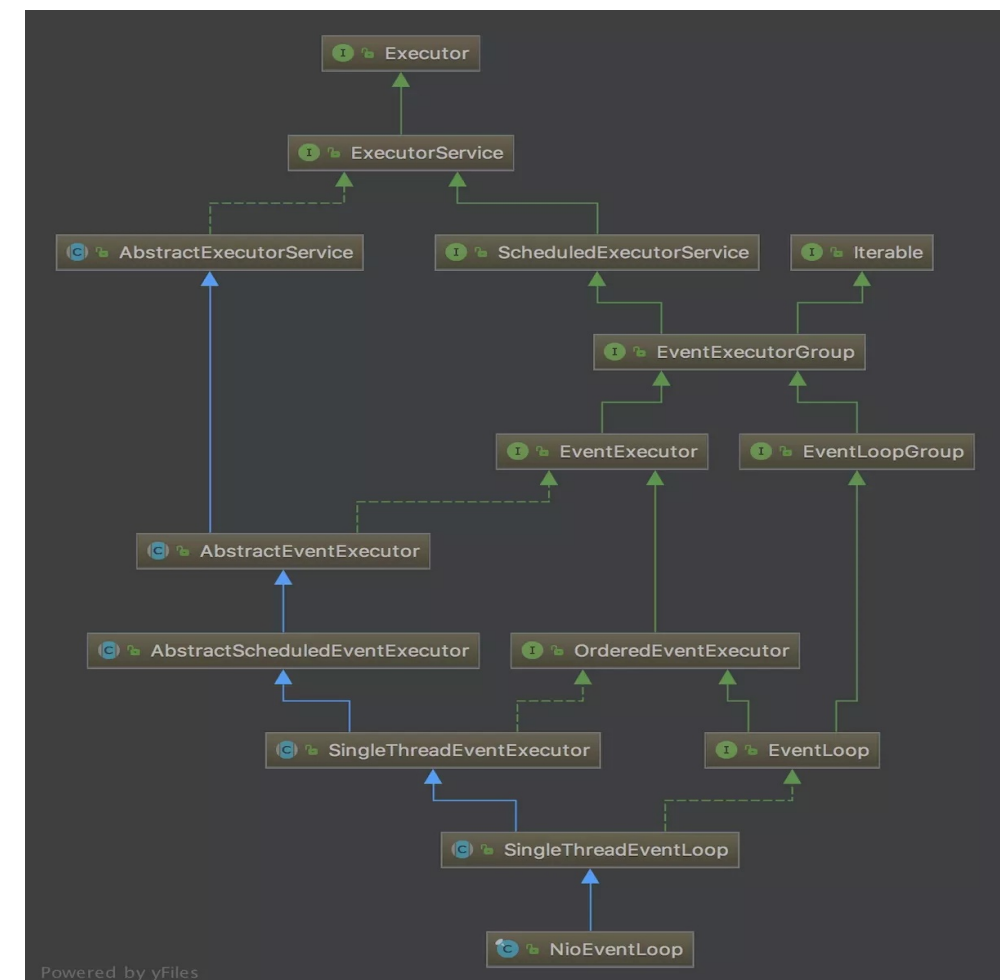 I Executor
I ExecutorService
C AbstractExecutorService
I ScheduledExecutorService
I Iterable
I EventExecutorGroup
I EventExecutor
I EventLoopGroup
C AbstractEventExecutor
C AbstractScheduledEventExecutor
I OrderedEventExecutor
C SingleThreadEventExecutor
I EventLoop
C SingleThreadEventLoop
C NioEventLoop
Powered by yFiles